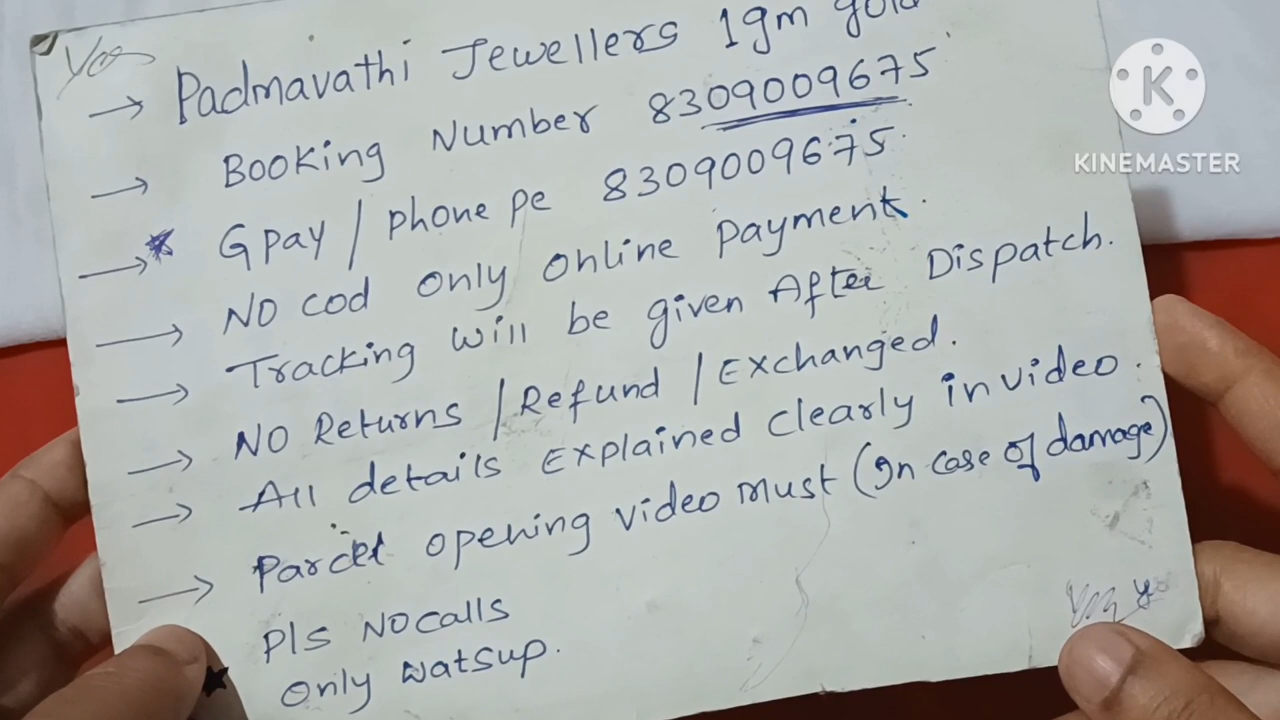 Padmavathi Jewellers 1gm gold
Booking Number 8309009675
Gpay / Phone pe 8309009675.
NO cod only online payment.
Tracking will be given After Dispatch.
NO Returns / Refund / Exchanged.
All details Explained clearly in video.
Parcel opening video must (In case of damage)
Pls NO calls
only watsup.
K
KINEMASTER